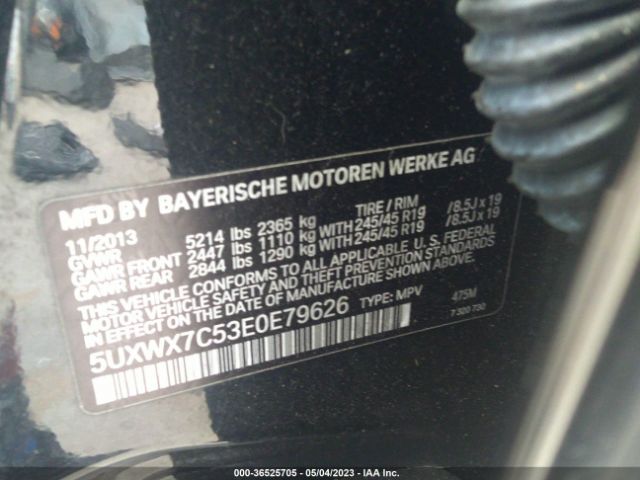 MFD BY BAYERISCHE MOTOREN WERKE AG
11/2013 TIRE / RIM
GVWR 5214 lbs 2365 kg
GAWR FRONT 2447 lbs 1110 kg WITH 245/45 R19 /8.5J x 19
GAWR REAR 2844 lbs 1290 kg WITH 245/45 R19 /8.5J x 19
THIS VEHICLE CONFORMS TO ALL APPLICABLE U. S. FEDERAL
MOTOR VEHICLE SAFETY AND THEFT PREVENTION STANDARDS
IN EFFECT ON THE DATE OF MANUFACTURE SHOWN ABOVE.
5UXWX7C53E0E79626 TYPE: MPV 475M
7 320 730
000-36525705 - 05/04/2023 - IAA Inc.